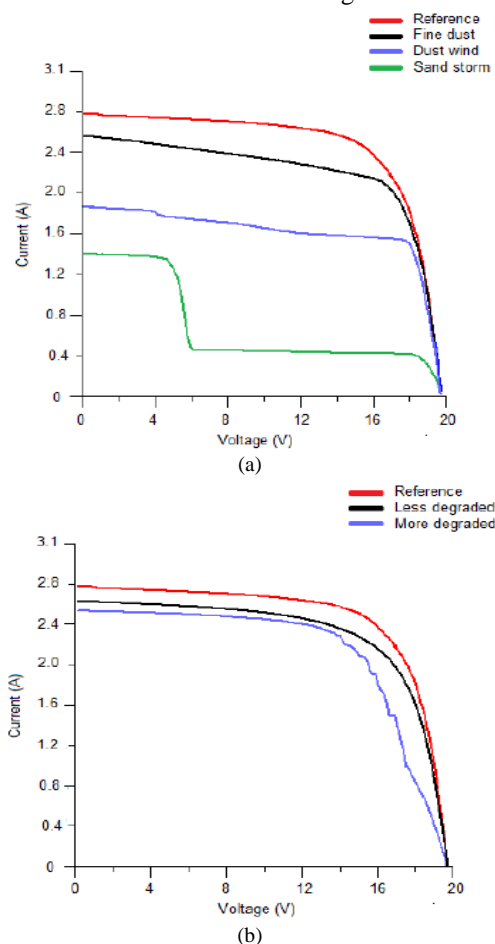 Reference
Fine dust
Dust wind
Sand storm
3.1
2.8
2.4
2.0
1.6
1.2
0.8
0.4
0
Current (A)
0 4 8 12 16 20
Voltage (V)
(a)
Reference
Less degraded
More degraded
3.1
2.8
2.4
2.0
1.6
1.2
0.8
0.4
0
Current (A)
0 4 8 12 16 20
Voltage (V)
(b)